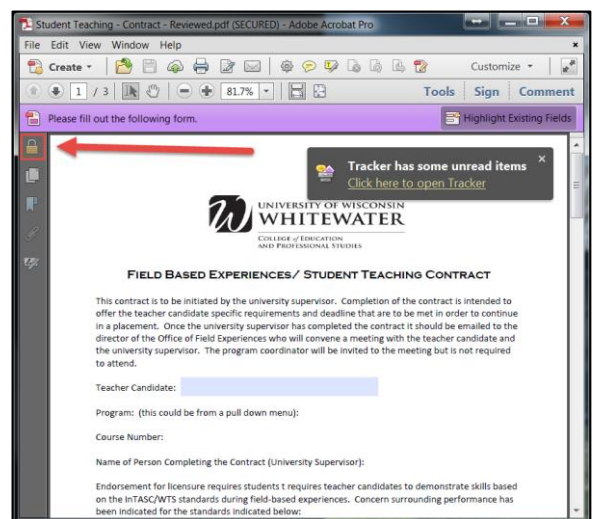 Student Teaching - Contract - Reviewed.pdf (SECURED) - Adobe Acrobat Pro
File Edit View Window Help
Create Customize
1 / 3 81.7% Tools Sign Comment
Please fill out the following form. Highlight Existing Fields
Tracker has some unread items
Click here to open Tracker
UNIVERSITY OF WISCONSIN
WHITEWATER
COLLEGE of EDUCATION
AND PROFESSIONAL STUDIES
FIELD BASED EXPERIENCES/ STUDENT TEACHING CONTRACT
This contract is to be initiated by the university supervisor. Completion of the contract is intended to
offer the teacher candidate specific requirements and deadline that are to be met in order to continue
in a placement. Once the university supervisor has completed the contract it should be emailed to the
director of the Office of Field Experiences who will convene a meeting with the teacher candidate and
the university supervisor. The program coordinator will be invited to the meeting but is not required
to attend.
Teacher Candidate:
Program: (this could be from a pull down menu):
Course Number:
Name of Person Completing the Contract (University Supervisor):
Endorsement for licensure requires students t requires teacher candidates to demonstrate skills based
on the InTASC/WTS standards during field-based experiences. Concern surrounding performance has
been indicated for the standards indicated below: